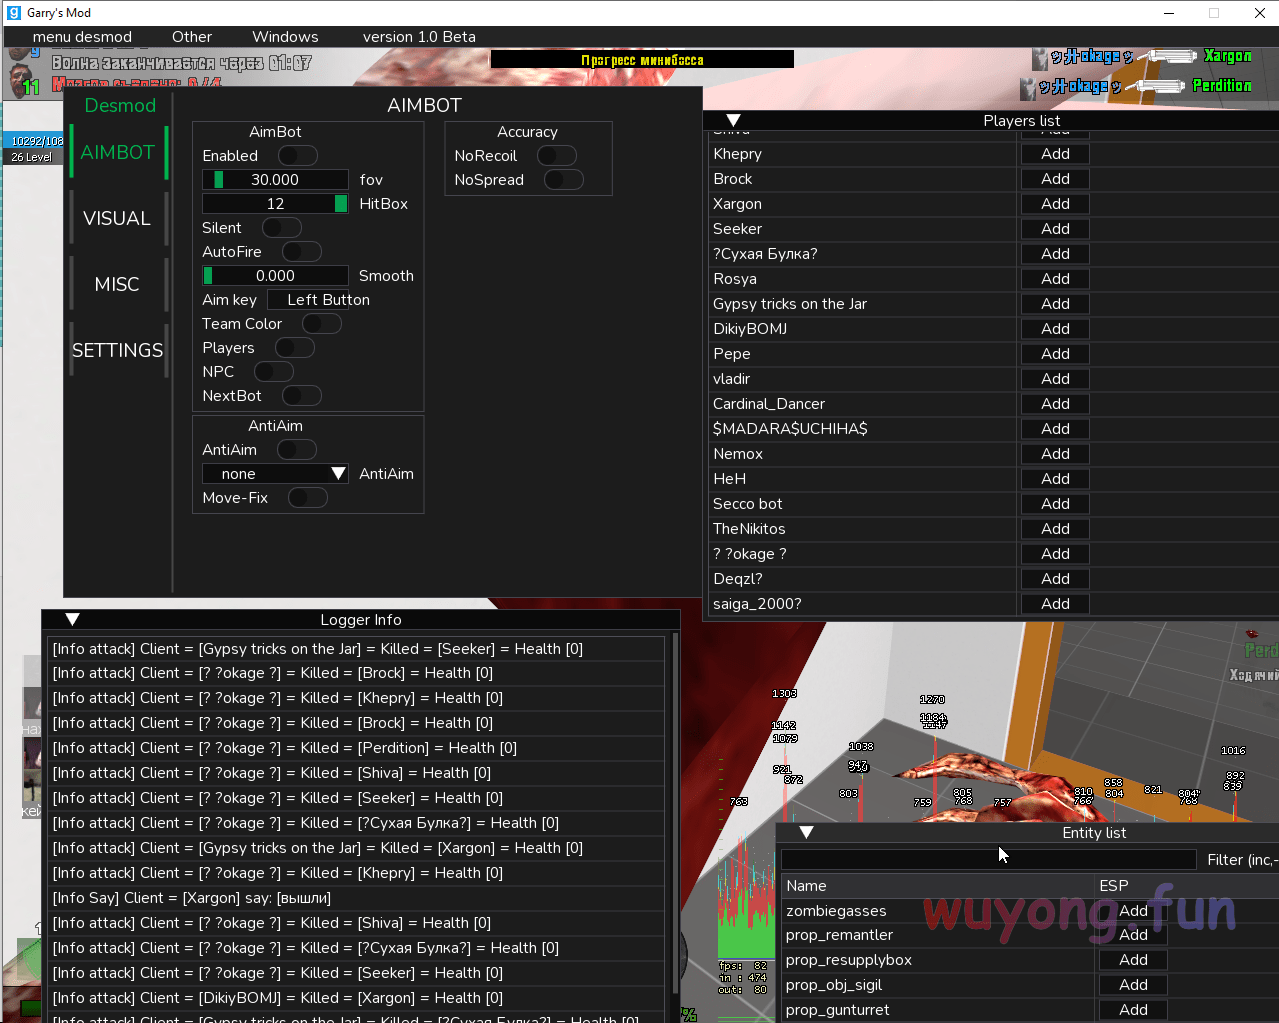 Garry's Mod
menu desmod Other Windows version 1.0 Beta
Волна заканчивается через 01:07
11
Прогресс минибосса
ッ카okageッ Xargon
ッ카okageッ Perdition
10292/108
26 Level
Desmod
AIMBOT
VISUAL
MISC
SETTINGS
AIMBOT
AimBot
Enabled
30.000 fov
12 HitBox
Silent
AutoFire
0.000 Smooth
Aim key Left Button
Team Color
Players
NPC
NextBot
AntiAim
AntiAim
none AntiAim
Move-Fix
Accuracy
NoRecoil
NoSpread
Players list
Shiva Add
Khepry Add
Brock Add
Xargon Add
Seeker Add
?Сухая Булка? Add
Rosya Add
Gypsy tricks on the Jar Add
DikiyBOMJ Add
Pepe Add
vladir Add
Cardinal_Dancer Add
$MADARA$UCHIHA$ Add
Nemox Add
HeH Add
Secco bot Add
TheNikitos Add
? ?okage ? Add
Deqzl? Add
saiga_2000? Add
Logger Info
[Info attack] Client = [Gypsy tricks on the Jar] = Killed = [Seeker] = Health [0]
[Info attack] Client = [? ?okage ?] = Killed = [Brock] = Health [0]
[Info attack] Client = [? ?okage ?] = Killed = [Khepry] = Health [0]
[Info attack] Client = [? ?okage ?] = Killed = [Brock] = Health [0]
[Info attack] Client = [? ?okage ?] = Killed = [Perdition] = Health [0]
[Info attack] Client = [? ?okage ?] = Killed = [Shiva] = Health [0]
[Info attack] Client = [? ?okage ?] = Killed = [Seeker] = Health [0]
[Info attack] Client = [? ?okage ?] = Killed = [?Сухая Булка?] = Health [0]
[Info attack] Client = [Gypsy tricks on the Jar] = Killed = [Xargon] = Health [0]
[Info attack] Client = [? ?okage ?] = Killed = [Khepry] = Health [0]
[Info Say] Client = [Xargon] say: [вышли]
[Info attack] Client = [? ?okage ?] = Killed = [Shiva] = Health [0]
[Info attack] Client = [? ?okage ?] = Killed = [?Сухая Булка?] = Health [0]
[Info attack] Client = [? ?okage ?] = Killed = [Seeker] = Health [0]
[Info attack] Client = [DikiyBOMJ] = Killed = [Xargon] = Health [0]
[Info attack] Client = [Gypsy tricks on the Jar] = Killed = [?Сухая Булка?] = Health [0]
Perd
Ходячий
1303
1270
1142
1184
1079
1038
1016
921
947
872
892
858
839
763
803
759
805
768
757
810
766
804
821
804
768
fps: 82
in : 474
out: 80
%
Entity list
Filter (inc,-
Name ESP
zombiegasses Add
prop_remantler Add
prop_resupplybox Add
prop_obj_sigil Add
prop_gunturret Add
wuyong.fun